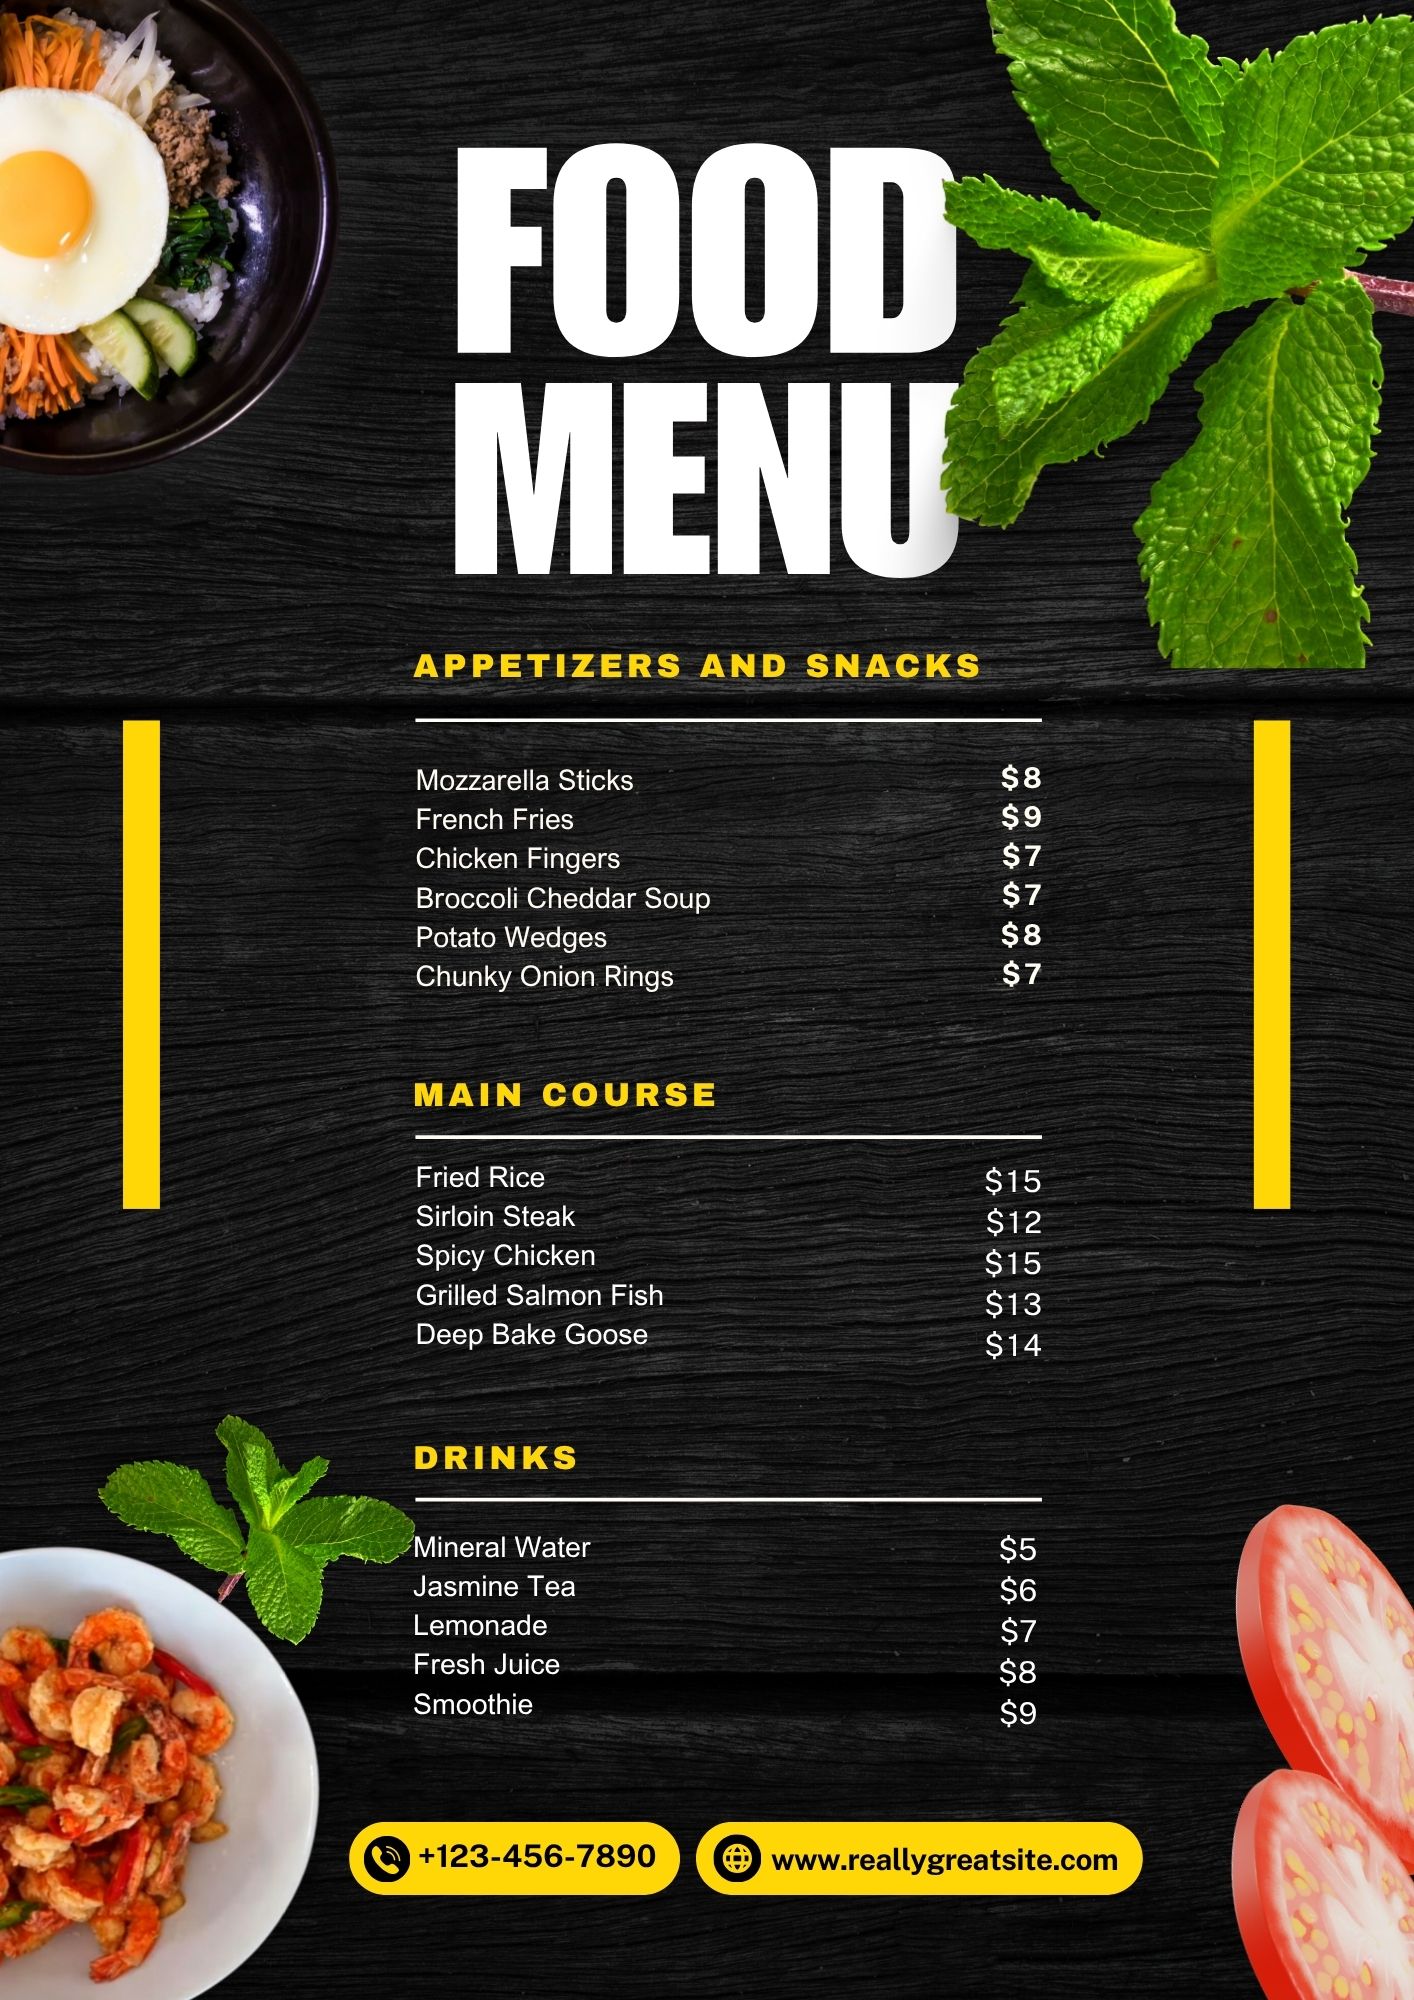 FOOD
MENU
APPETIZERS AND SNACKS
Mozzarella Sticks $8
French Fries $9
Chicken Fingers $7
Broccoli Cheddar Soup $7
Potato Wedges $8
Chunky Onion Rings $7
MAIN COURSE
Fried Rice $15
Sirloin Steak $12
Spicy Chicken $15
Grilled Salmon Fish $13
Deep Bake Goose $14
DRINKS
Mineral Water $5
Jasmine Tea $6
Lemonade $7
Fresh Juice $8
Smoothie $9
+123-456-7890 www.reallygreatsite.com